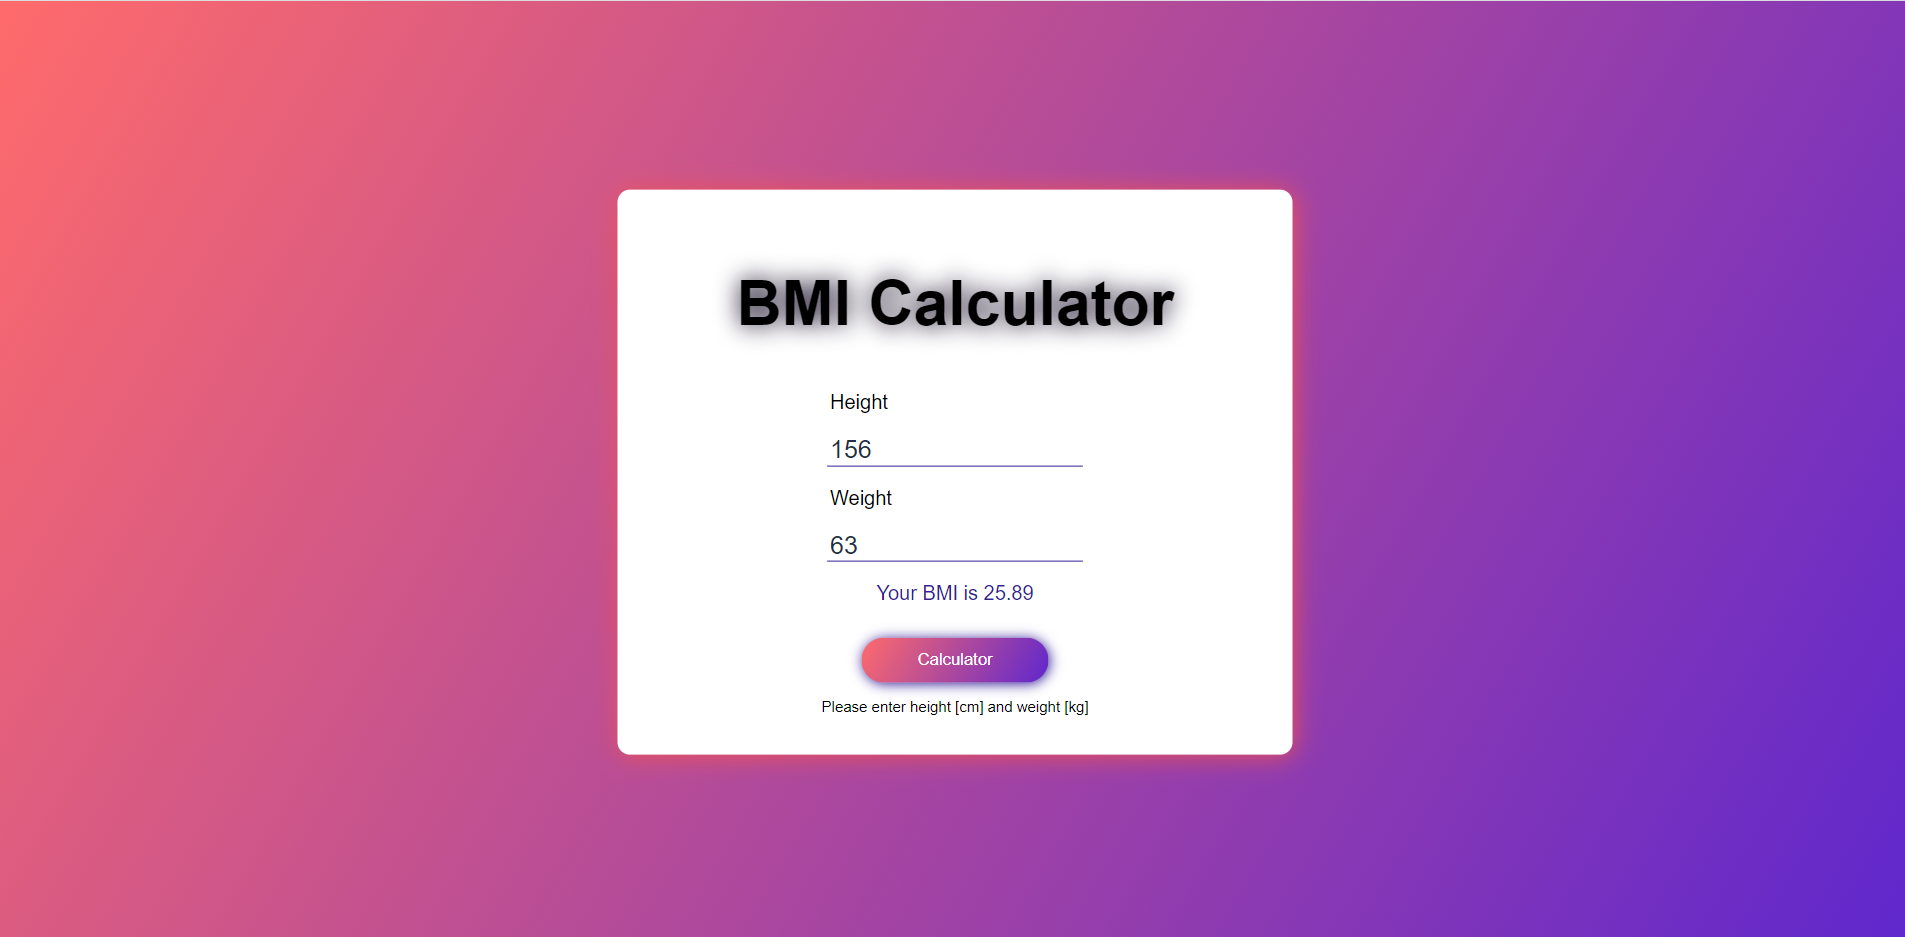 BMI Calculator
Height
156
Weight
63
Your BMI is 25.89
Calculator
Please enter height [cm] and weight [kg]